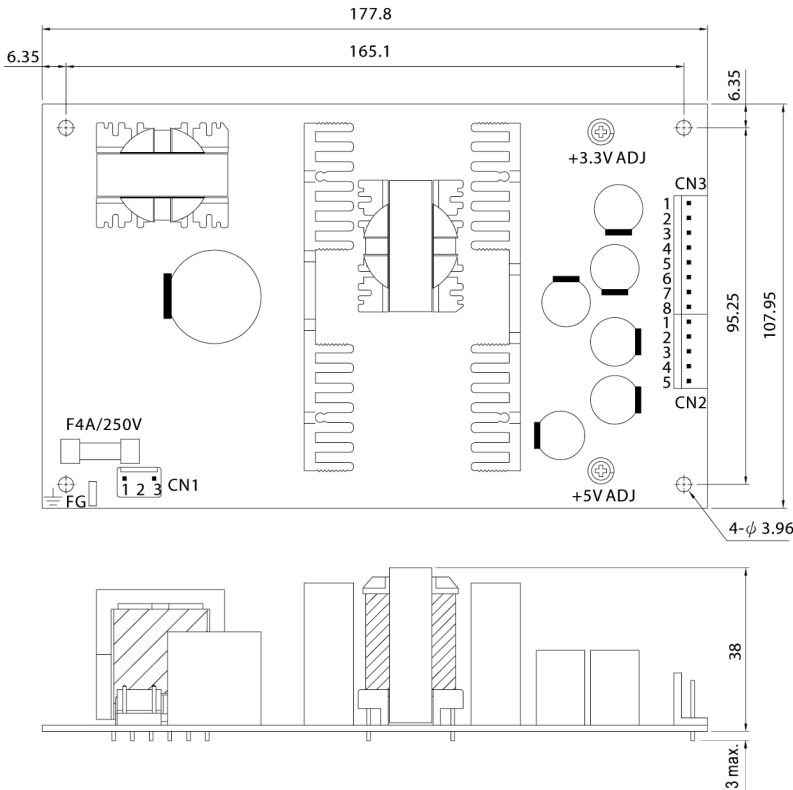 177.8
165.1
6.35
6.35
+3.3V ADJ
CN3
1
2
3
4
5
6
7
8
1
2
3
4
5
CN2
95.25
107.95
F4A/250V
1 2 3 CN1
FG
+5V ADJ
4-ϕ 3.96
38
3 max.